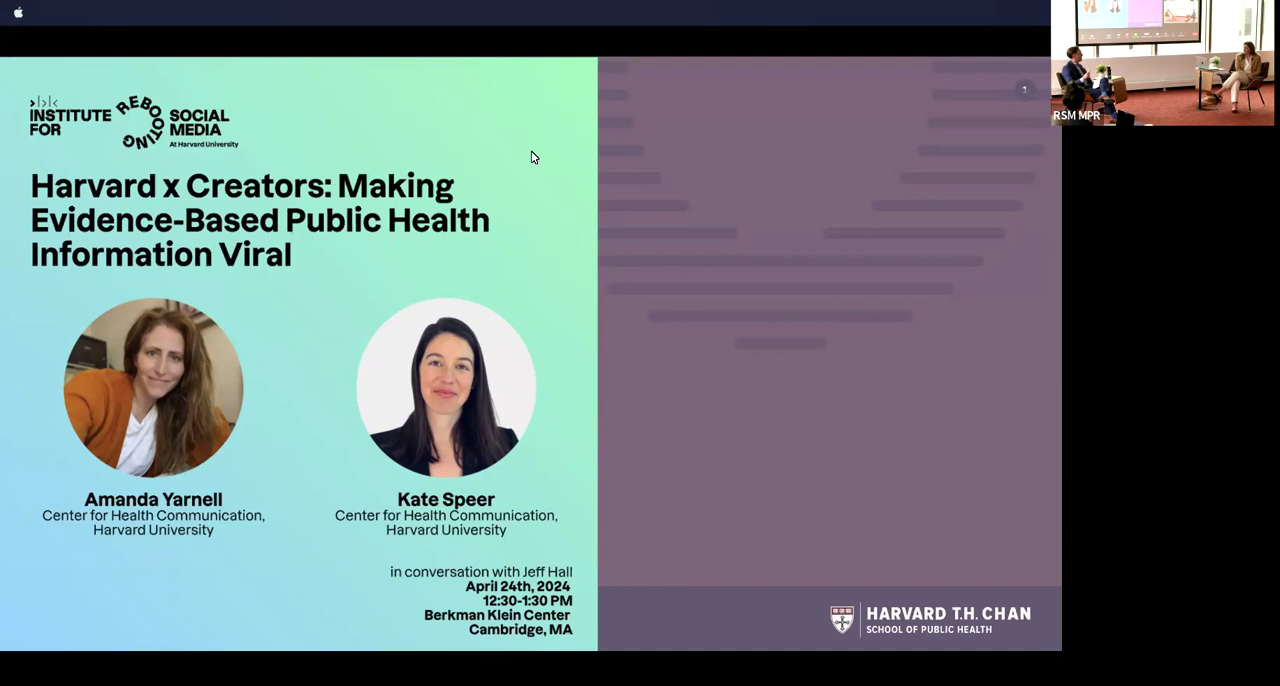 INSTITUTE
FOR
REBOOTING
SOCIAL
MEDIA
At Harvard University
Harvard x Creators: Making
Evidence-Based Public Health
Information Viral
Amanda Yarnell
Center for Health Communication,
Harvard University
Kate Speer
Center for Health Communication,
Harvard University
in conversation with Jeff Hall
April 24th, 2024
12:30-1:30 PM
Berkman Klein Center
Cambridge, MA
1
HARVARD T.H. CHAN
SCHOOL OF PUBLIC HEALTH
RSM MPR